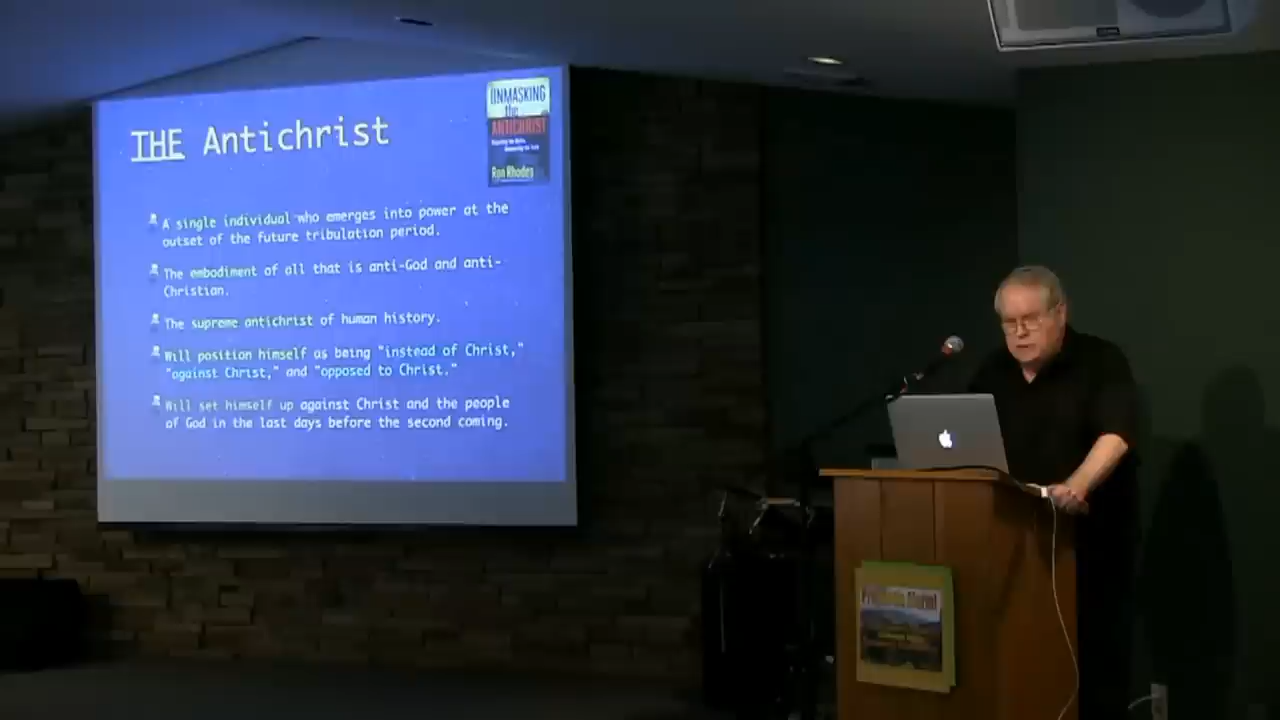 THE Antichrist
UNMASKING
the
ANTICHRIST
Ron Rhodes
A single individual who emerges into power at the
outset of the future tribulation period.
The embodiment of all that is anti-God and anti-
Christian.
The supreme antichrist of human history.
Will position himself as being "instead of Christ,"
"against Christ," and "opposed to Christ."
Will set himself up against Christ and the people
of God in the last days before the second coming.